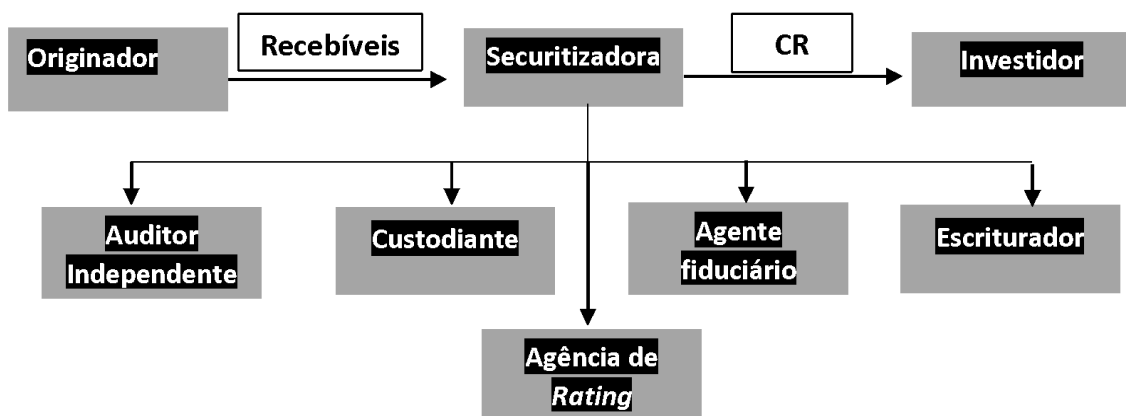 Originador
Recebíveis
Securitizadora
CR
Investidor
Auditor
Independente
Custodiante
Agente
fiduciário
Escriturador
Agência de
Rating